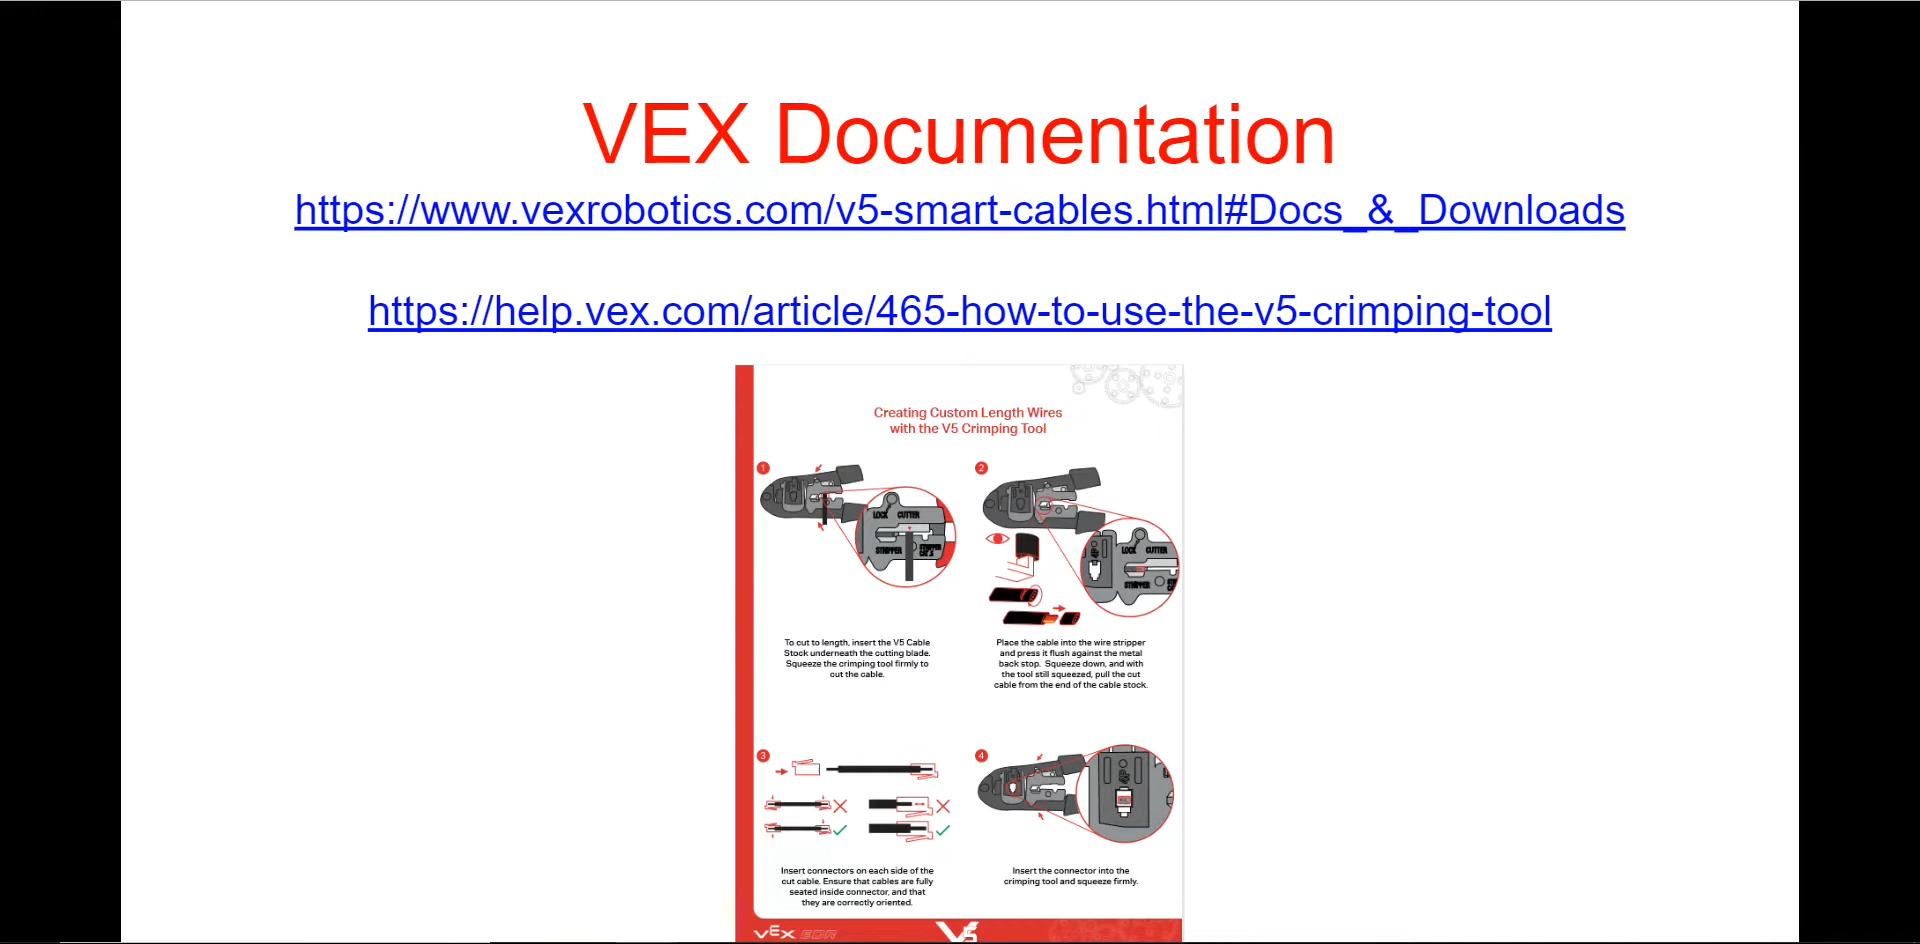 VEX Documentation
https://www.vexrobotics.com/v5-smart-cables.html#Docs_&_Downloads
https://help.vex.com/article/465-how-to-use-the-v5-crimping-tool
Creating Custom Length Wires
with the V5 Crimping Tool
1
LOCK CUTTER
STRIPPER
STRIPPER
To cut to length, insert the V5 Cable
Stock underneath the cutting blade.
Squeeze the crimping tool firmly to
cut the cable.
2
4P
LOCK CUTTER
STRIPPER
Place the cable into the wire stripper
and press it flush against the metal
back stop. Squeeze down, and with
the tool still squeezed, pull the cut
cable from the end of the cable stock.
3
Insert connectors on each side of the
cut cable. Ensure that cables are fully
seated inside connector, and that
they are correctly oriented.
4
4P
Insert the connector into the
crimping tool and squeeze firmly.
VEX EDR
V5